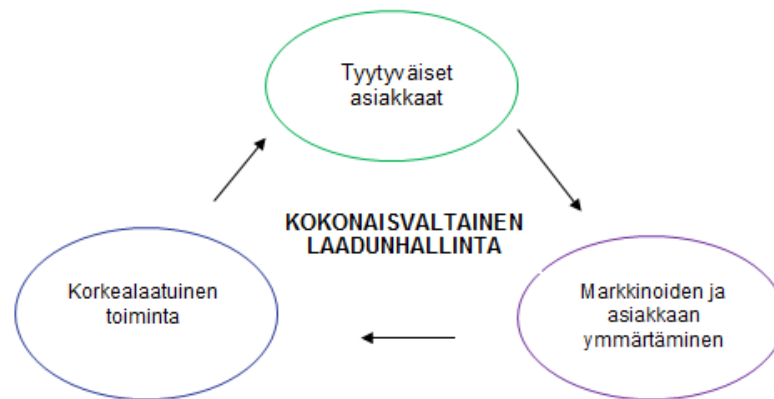 Tyytyväiset
asiakkaat
KOKONAISVALTAINEN
LAADUNHALLINTA
Korkealaatuinen
toiminta
Markkinoiden ja
asiakkaan
ymmärtäminen